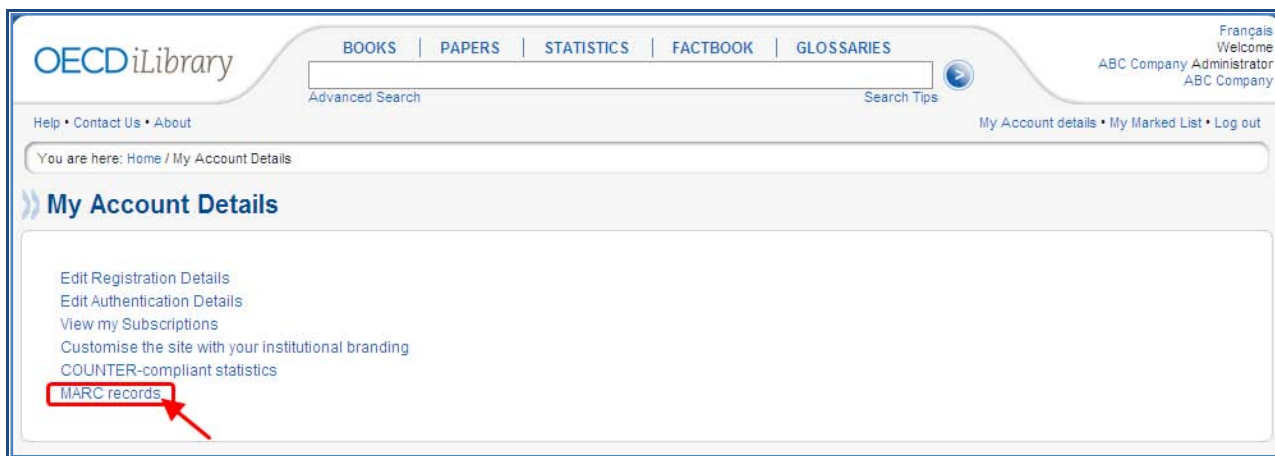 OECDiLibrary
BOOKS | PAPERS | STATISTICS | FACTBOOK | GLOSSARIES
Advanced Search
Search Tips
Français
Welcome
ABC Company Administrator
ABC Company
Help • Contact Us • About
My Account details • My Marked List • Log out
You are here: Home / My Account Details
My Account Details
Edit Registration Details
Edit Authentication Details
View my Subscriptions
Customise the site with your institutional branding
COUNTER-compliant statistics
MARC records